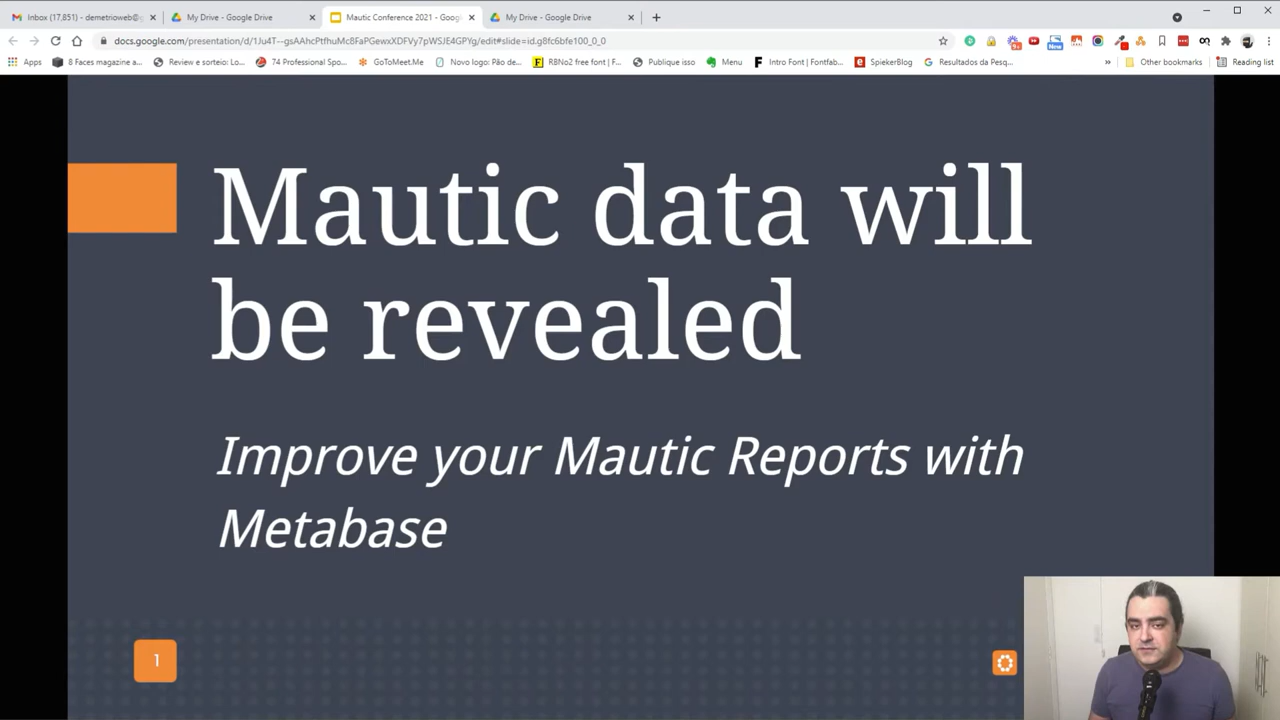 Inbox (17,851) - demetrioweb@g
My Drive - Google Drive
Mautic Conference 2021 - Goog
My Drive - Google Drive
docs.google.com/presentation/d/1Ju4T--gsAAhcPtfhuMc8FaPGewxXDFVy7pWSJE4GPYg/edit#slide=id.g8fc6bfe100_0_0
Apps
8 Faces magazine a...
Review e sorteio: Lo...
74 Professional Spo...
GoToMeet.Me
Novo logo: Pão de...
RBNo2 free font | F...
Publique isso
Menu
Intro Font | Fontfab...
SpiekerBlog
Resultados da Pesq...
»
Other bookmarks
Reading list
Mautic data will
be revealed
Improve your Mautic Reports with
Metabase
1